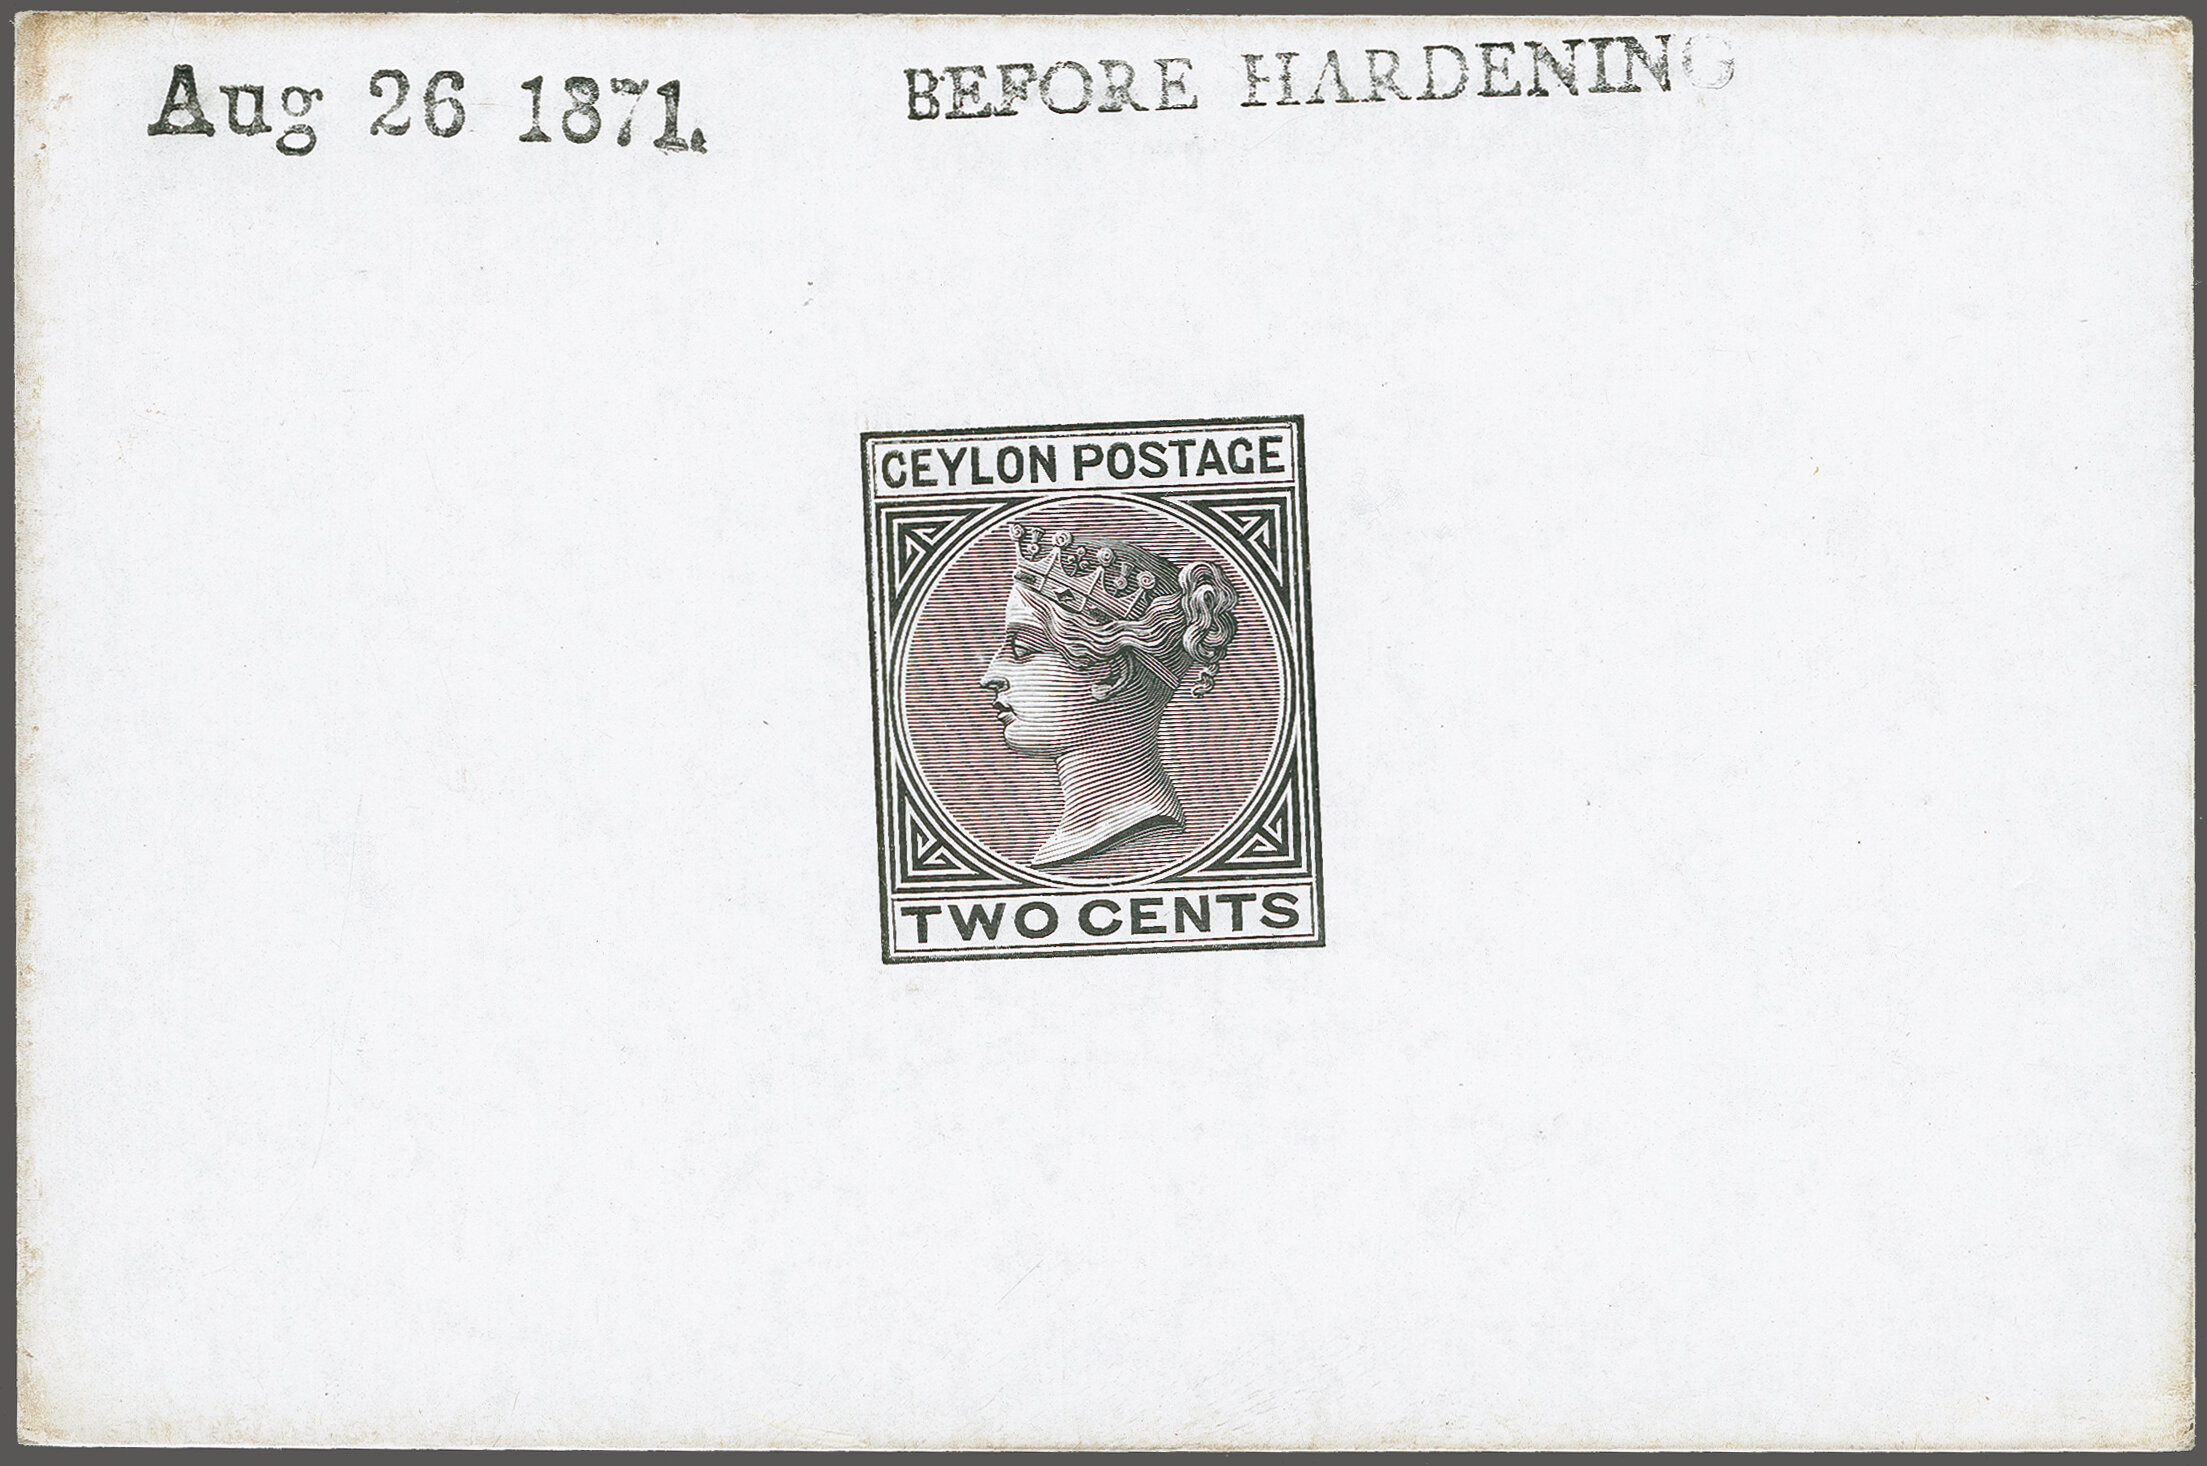 Aug 26 1871.
BEFORE HARDENING
CEYLON POSTAGE
TWO CENTS